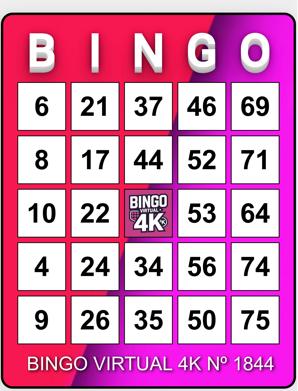 B I N G O
6 21 37 46 69
8 17 44 52 71
10 22 BINGO VIRTUAL 4K 53 64
4 24 34 56 74
9 26 35 50 75
BINGO VIRTUAL 4K Nº 1844